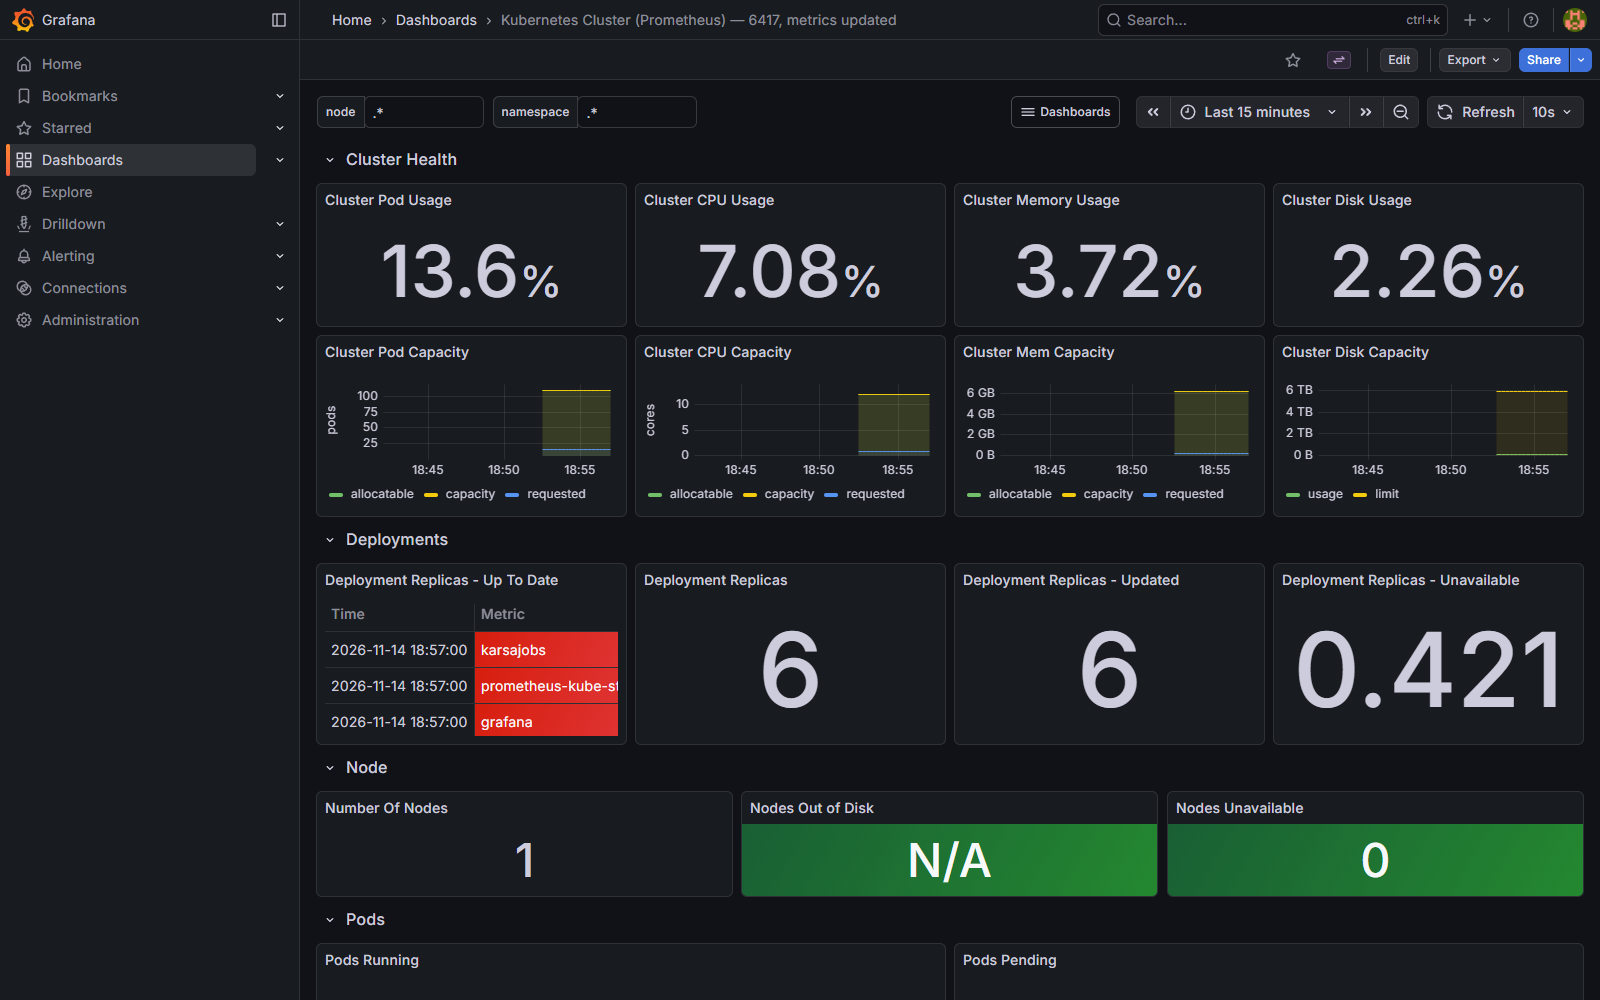 Grafana
Home › Dashboards › Kubernetes Cluster (Prometheus) — 6417, metrics updated
Search...
ctrl+k
Edit
Export
Share
Home
Bookmarks
Starred
Dashboards
Explore
Drilldown
Alerting
Connections
Administration
node .*
namespace .*
Dashboards
Last 15 minutes
Refresh
10s
Cluster Health
Cluster Pod Usage
13.6%
Cluster CPU Usage
7.08%
Cluster Memory Usage
3.72%
Cluster Disk Usage
2.26%
Cluster Pod Capacity
pods
100
75
50
25
18:45 18:50 18:55
allocatable capacity requested
Cluster CPU Capacity
cores
10
5
0
18:45 18:50 18:55
allocatable capacity requested
Cluster Mem Capacity
6 GB
4 GB
2 GB
0 B
18:45 18:50 18:55
allocatable capacity requested
Cluster Disk Capacity
6 TB
4 TB
2 TB
0 B
18:45 18:50 18:55
usage limit
Deployments
Deployment Replicas - Up To Date
Time Metric
2026-11-14 18:57:00 karsajobs
2026-11-14 18:57:00 prometheus-kube-st
2026-11-14 18:57:00 grafana
Deployment Replicas
6
Deployment Replicas - Updated
6
Deployment Replicas - Unavailable
0.421
Node
Number Of Nodes
1
Nodes Out of Disk
N/A
Nodes Unavailable
0
Pods
Pods Running
Pods Pending